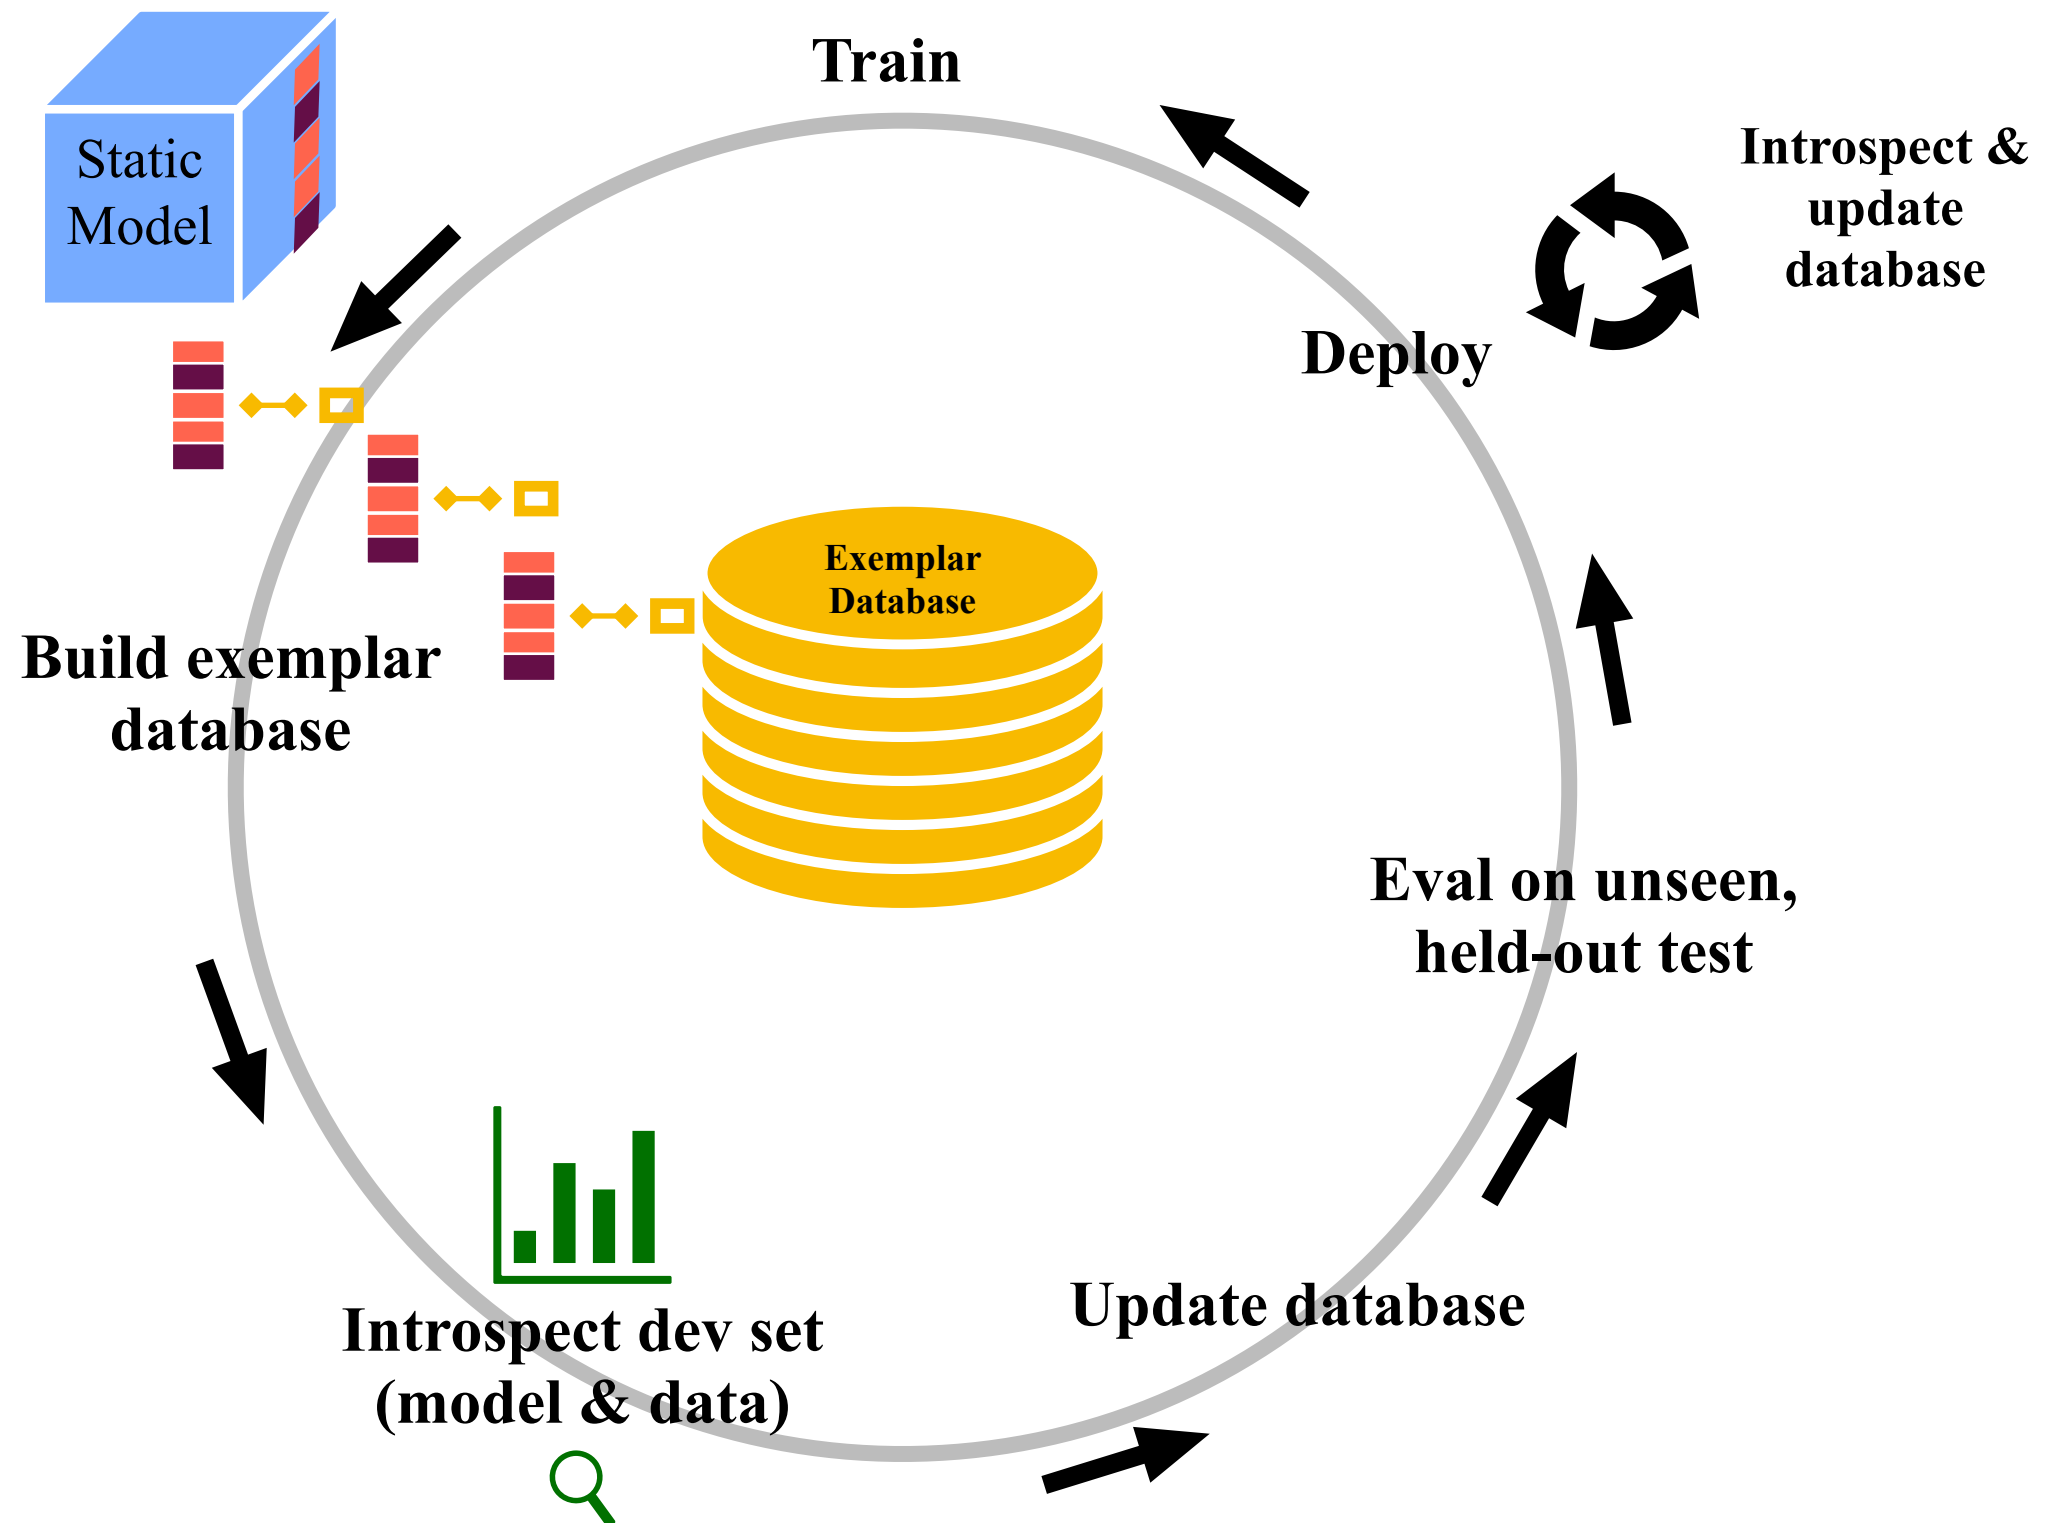 Train
Static
Model
Introspect &
update
database
Deploy
Exemplar
Database
Build exemplar
database
Eval on unseen,
held-out test
Update database
Introspect dev set
(model & data)